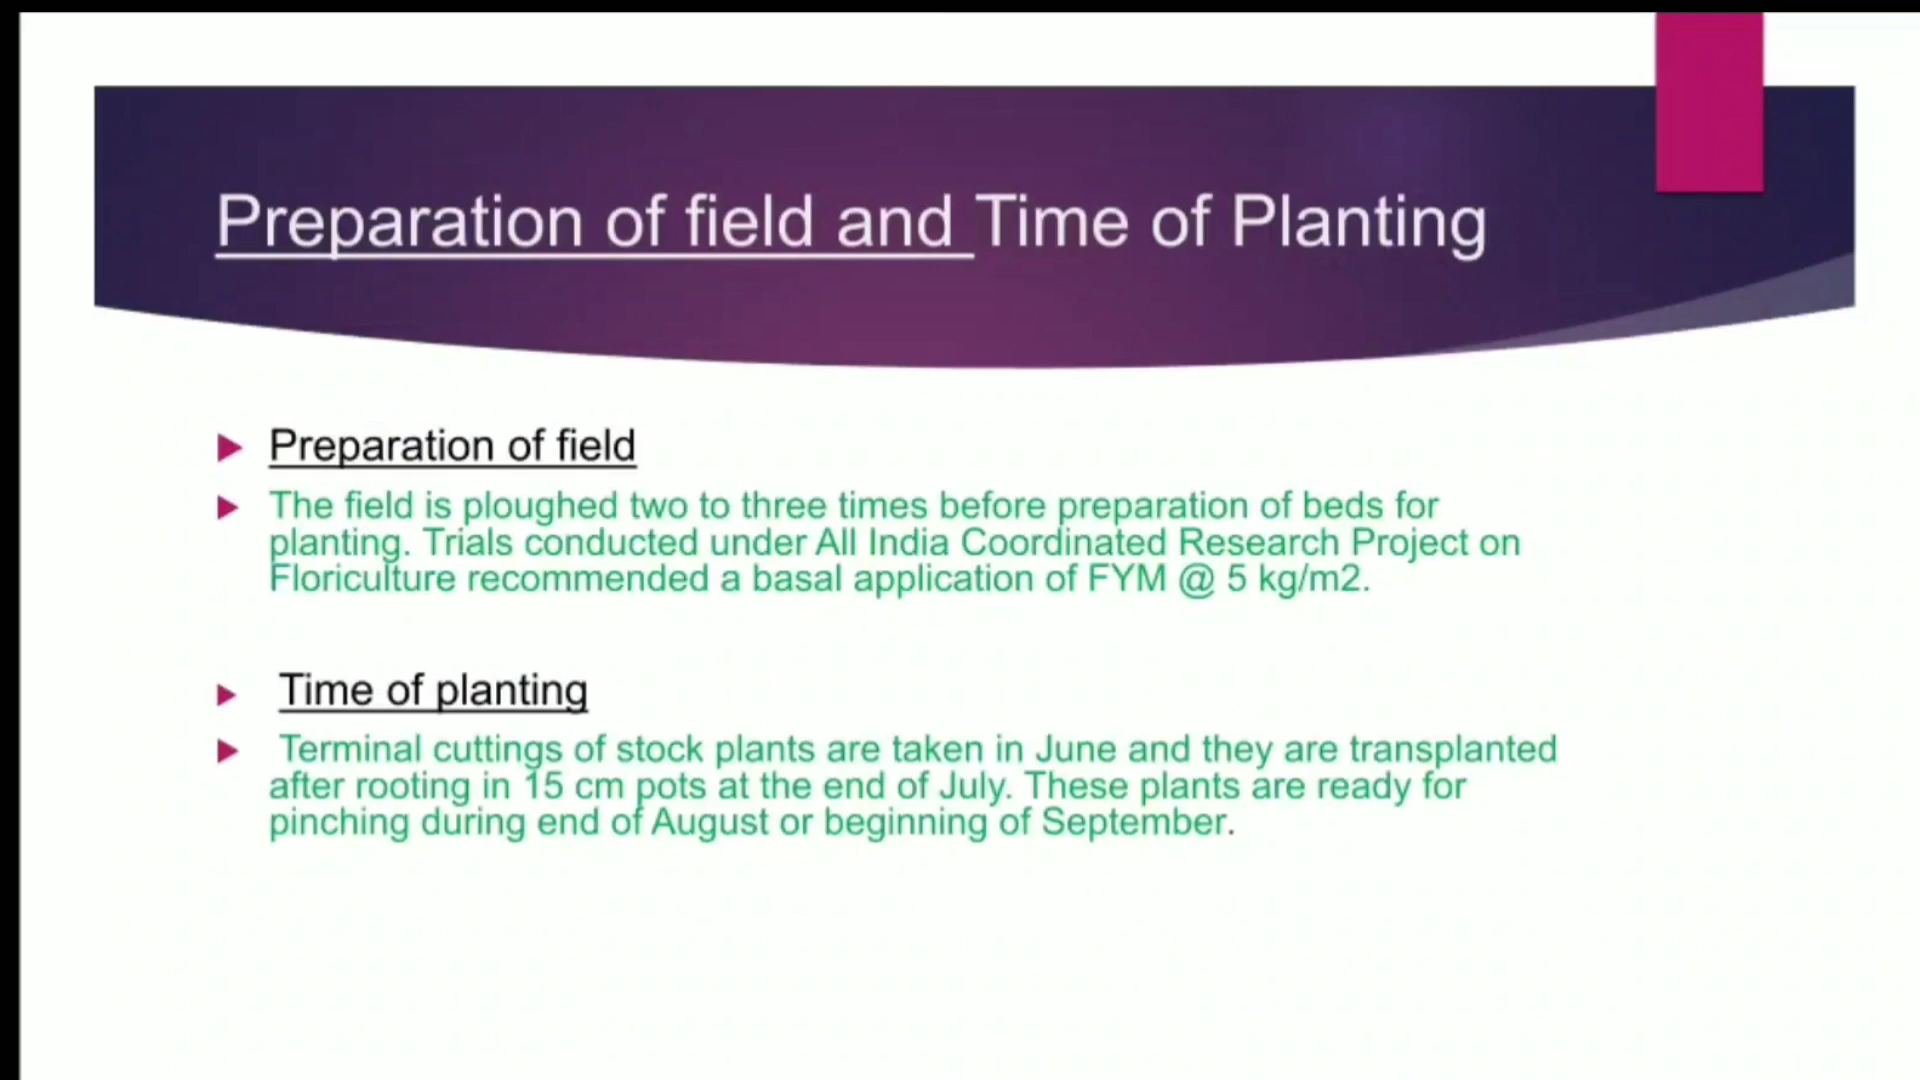 Preparation of field and Time of Planting
Preparation of field
The field is ploughed two to three times before preparation of beds for
planting. Trials conducted under All India Coordinated Research Project on
Floriculture recommended a basal application of FYM @ 5 kg/m2.
Time of planting
Terminal cuttings of stock plants are taken in June and they are transplanted
after rooting in 15 cm pots at the end of July. These plants are ready for
pinching during end of August or beginning of September.